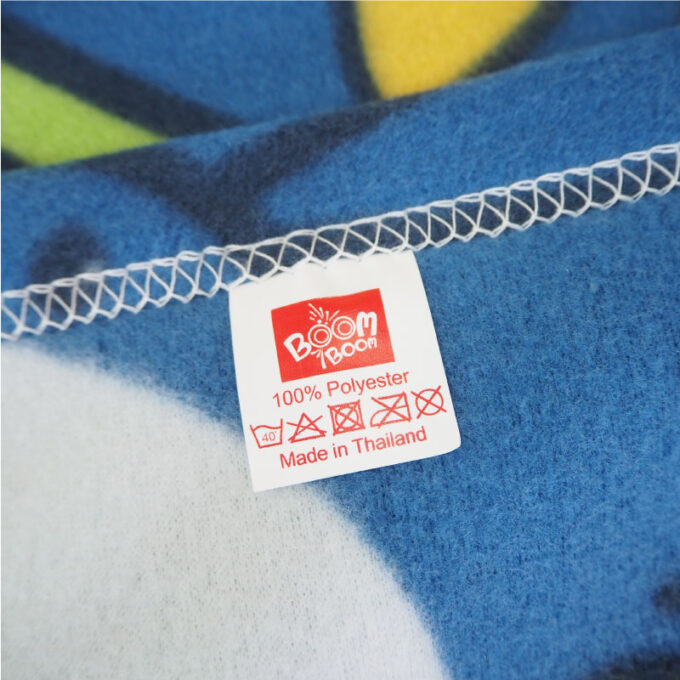 BOOM
BOOM
100% Polyester
40°
Made in Thailand